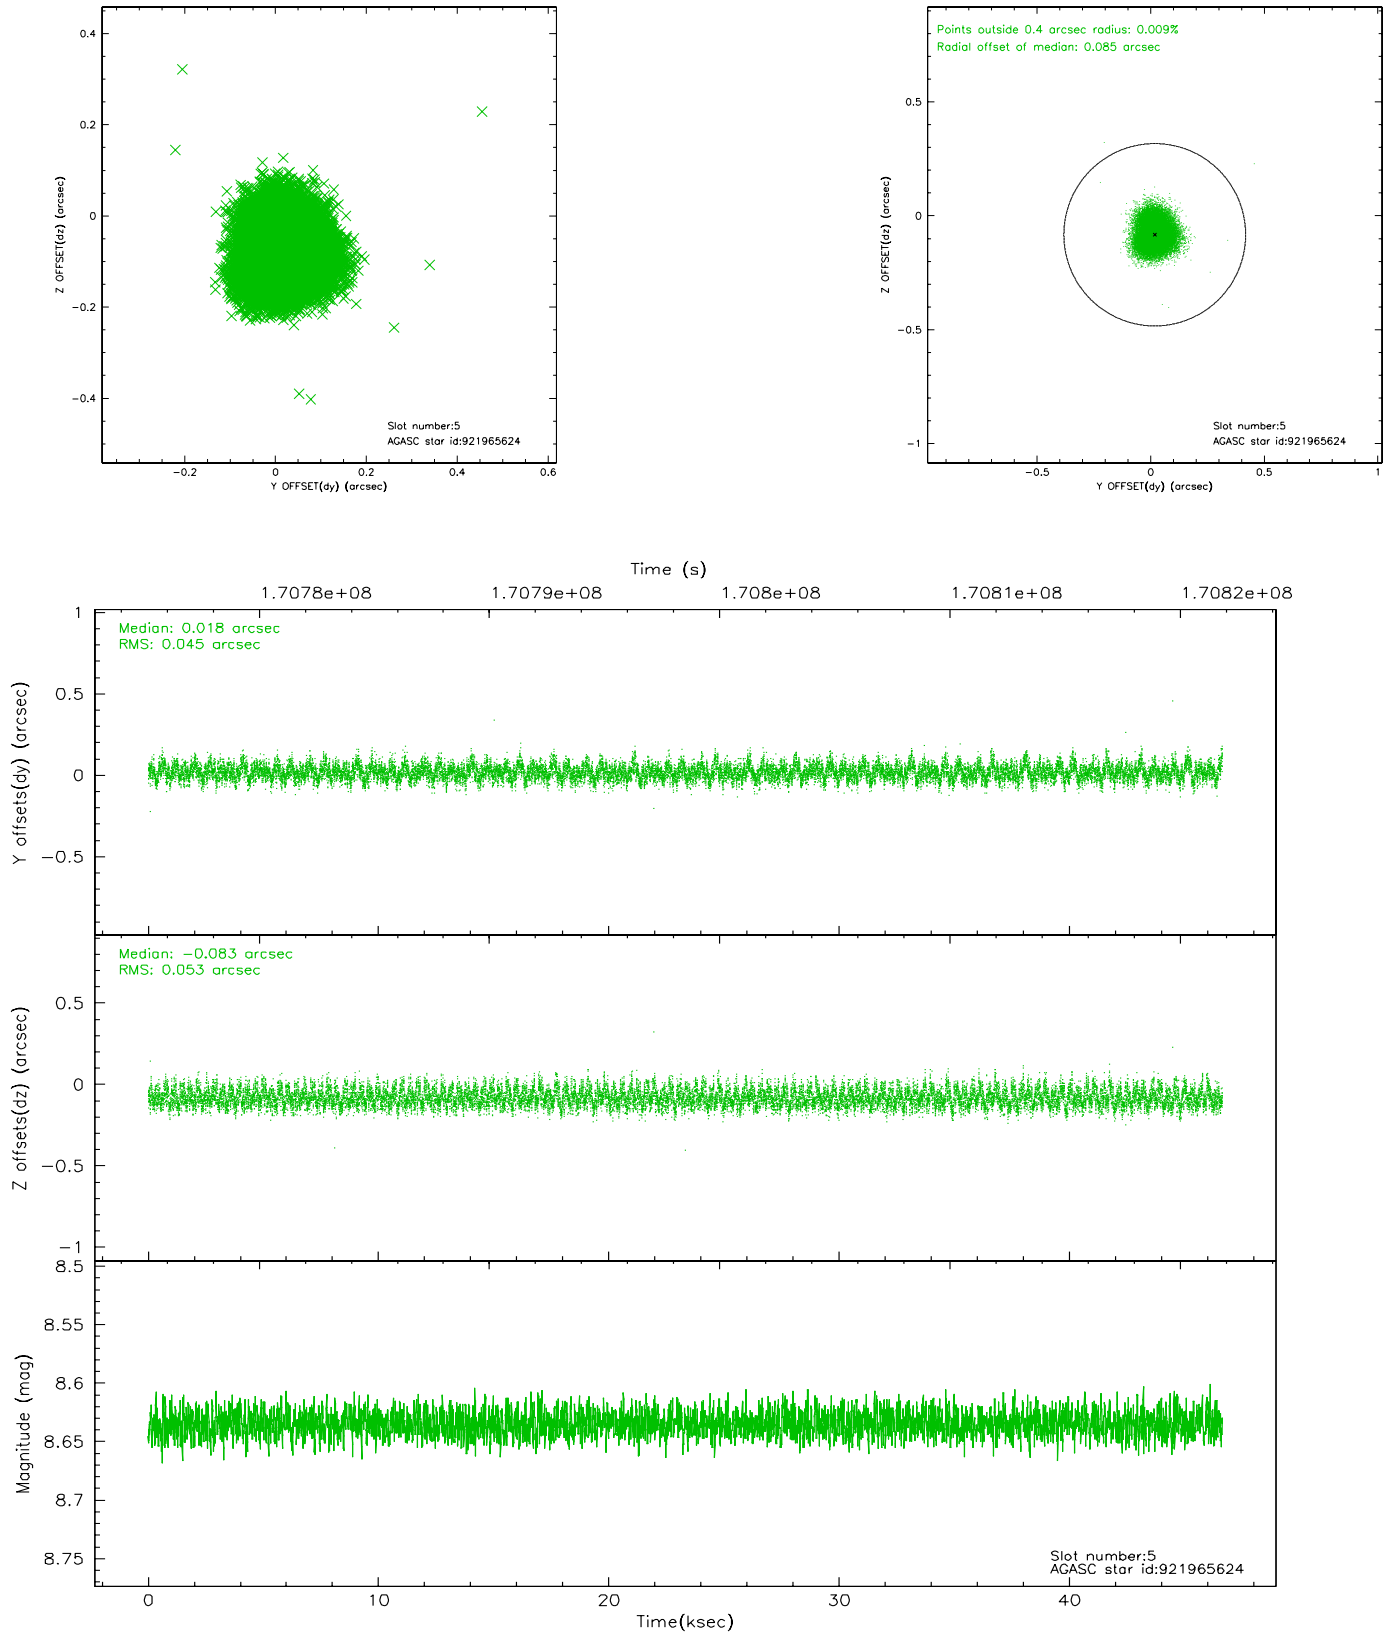 0.4
0.2
0
−0.2
−0.4
Z OFFSET(dz) (arcsec)
Slot number:5
AGASC star id:921965624
−0.2
0
0.2
0.4
0.6
Y OFFSET(dy) (arcsec)
Points outside 0.4 arcsec radius: 0.009%
Radial offset of median: 0.085 arcsec
0.5
0
−0.5
−1
Z OFFSET(dz) (arcsec)
Slot number:5
AGASC star id:921965624
−0.5
0
0.5
1
Y OFFSET(dy) (arcsec)
Time (s)
1.7078e+08
1.7079e+08
1.708e+08
1.7081e+08
1.7082e+08
Median: 0.018 arcsec
RMS: 0.045 arcsec
1
0.5
0
−0.5
Y offsets(dy) (arcsec)
Median: −0.083 arcsec
RMS: 0.053 arcsec
0.5
0
−0.5
−1
Z offsets(dz) (arcsec)
8.5
8.55
8.6
8.65
8.7
8.75
Magnitude (mag)
Slot number:5
AGASC star id:921965624
0
10
20
30
40
Time(ksec)